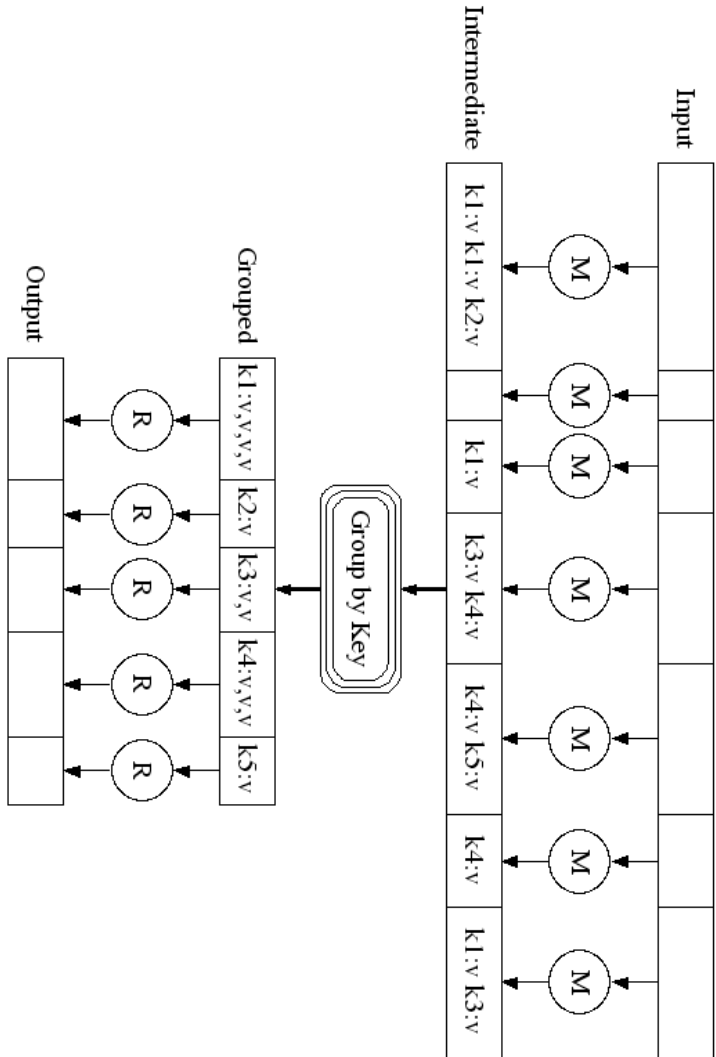 Input
M M M M M M M
Intermediate
k1:v k1:v k2:v
k1:v
k3:v k4:v
k4:v k5:v
k4:v
k1:v k3:v
Group by Key
Grouped
k1:v,v,v,v
k2:v
k3:v,v
k4:v,v,v
k5:v
R R R R R
Output